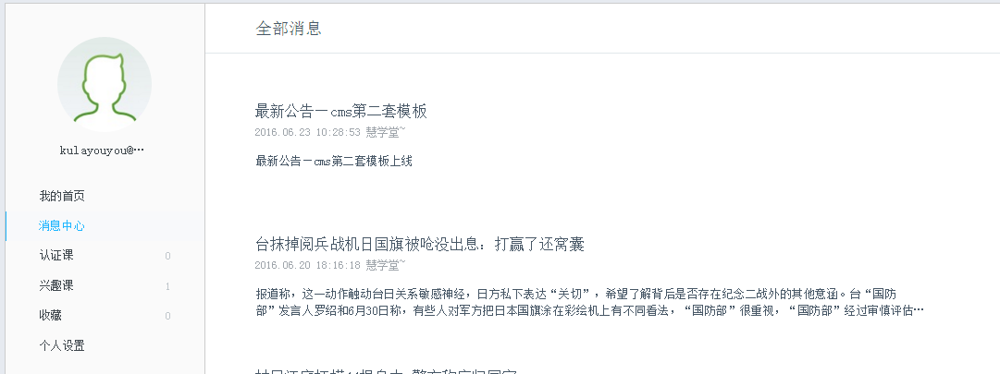 全部消息
kulayouyou@…
我的首页
消息中心
认证课 0
兴趣课 1
收藏 0
个人设置
最新公告—cms第二套模板
2016.06.23 10:28:53 慧学堂~
最新公告—cms第二套模板上线
台抹掉阅兵战机日国旗被呛没出息：打赢了还窝囊
2016.06.20 18:16:18 慧学堂~
报道称，这一动作触动台日关系敏感神经，日方私下表达“关切”，希望了解背后是否存在纪念二战外的其他意涵。台“国防
部”发言人罗绍和6月30日称，有些人对军方把日本国旗涂在彩绘机上有不同看法，“国防部”很重视，“国防部”经过审慎评估…